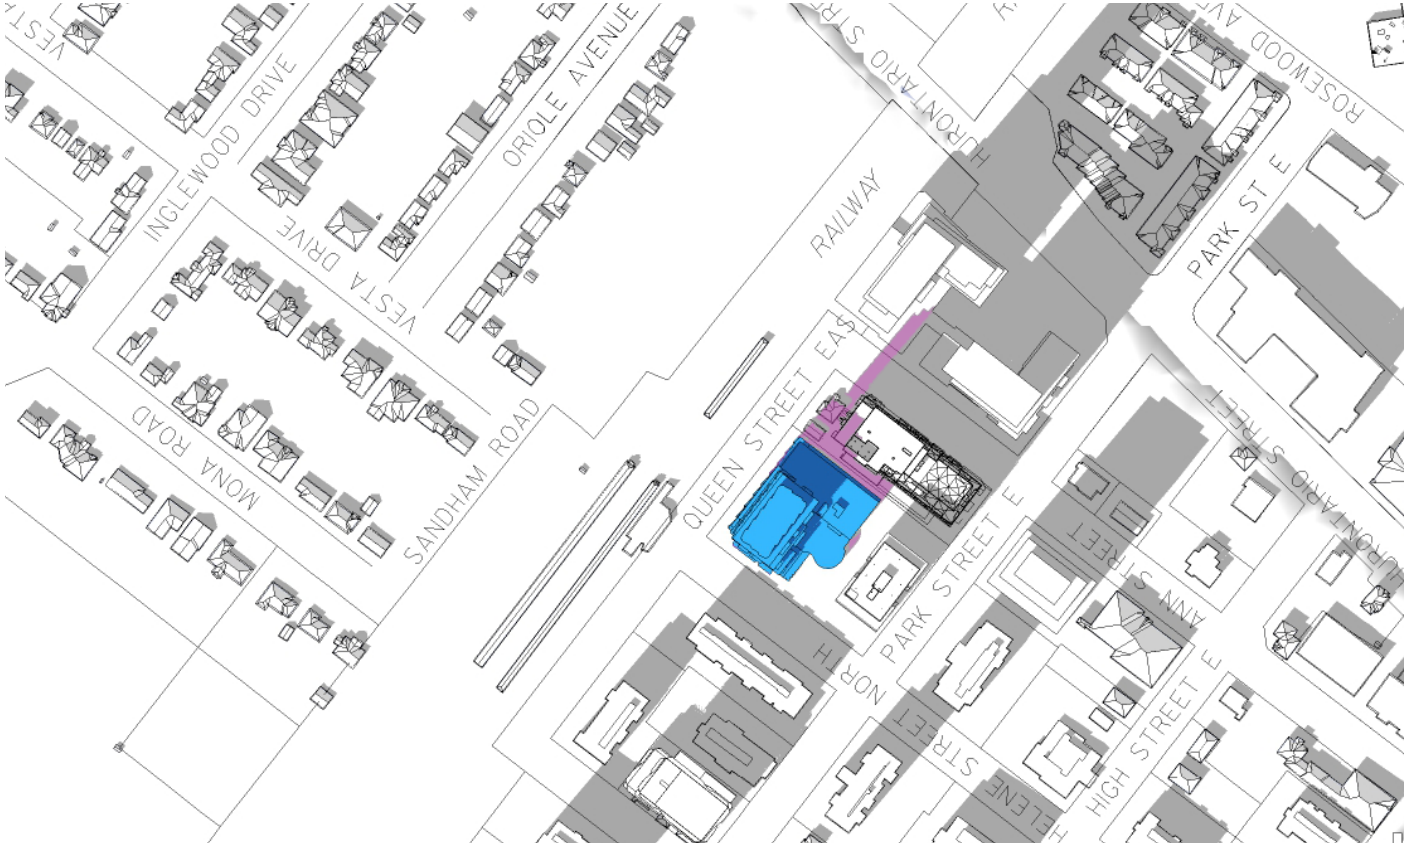 VESTA
INGLEWOOD DRIVE
ORIOLE AVENUE
HURONTARIO STREET
ROSEWOOD AVE
RAILWAY
PARK ST E
VESTA DRIVE
QUEEN STREET EAS
MONA ROAD
SANDHAM ROAD
HURONTARIO STREET
PARK STREET E
NORTH
ANN STREET
HIGH STREET E
HELENE STREET